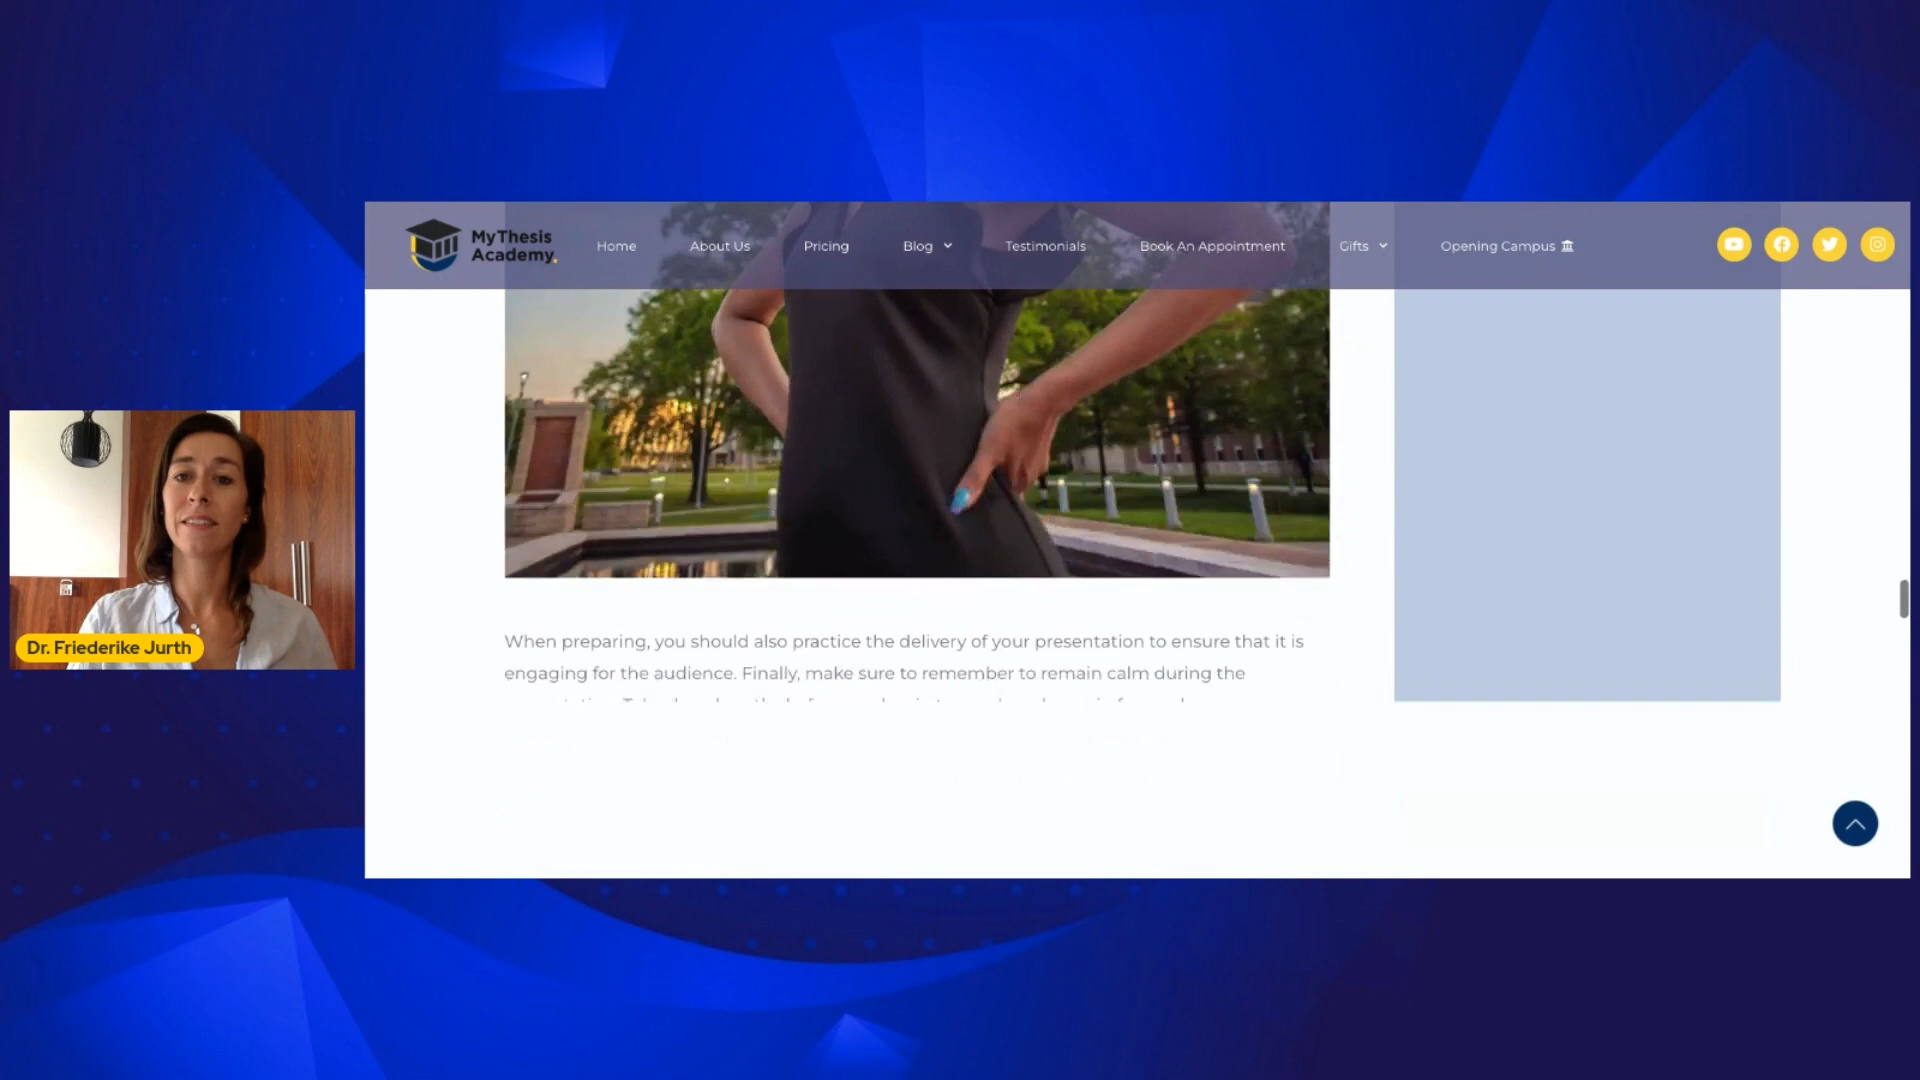 MyThesis
Academy.
Home
About Us
Pricing
Blog
Testimonials
Book An Appointment
Gifts
Opening Campus
Dr. Friederike Jurth
When preparing, you should also practice the delivery of your presentation to ensure that it is
engaging for the audience. Finally, make sure to remember to remain calm during the